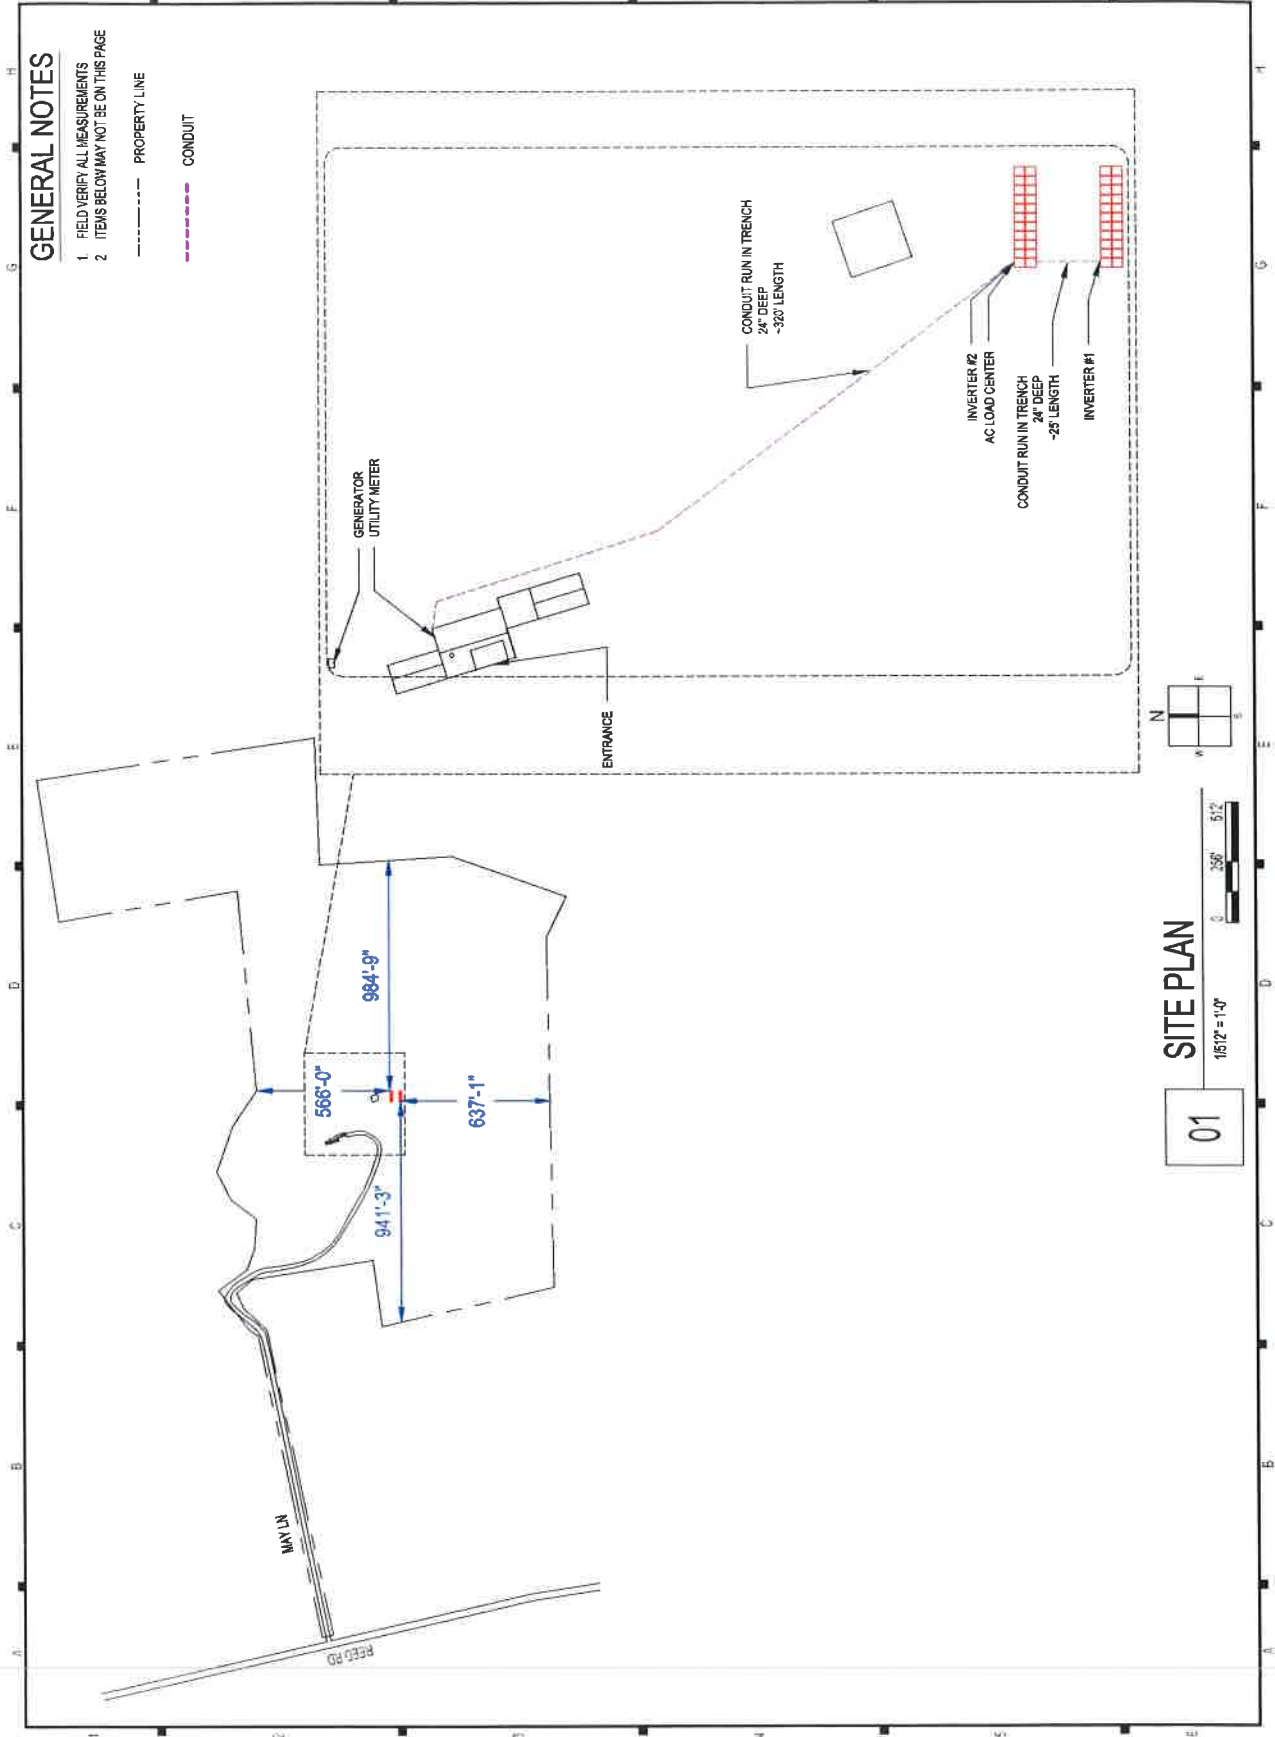 GENERAL NOTES
1. FIELD VERIFY ALL MEASUREMENTS
2 ITEMS BELOW MAY NOT BE ON THIS PAGE
PROPERTY LINE
CONDUIT
A
B
C
D
E
F
G
H
REED RD
MAY LN
566'-0"
984'-9"
941'-3"
637'-1"
GENERATOR
UTILITY METER
ENTRANCE
CONDUIT RUN IN TRENCH
24" DEEP
~320' LENGTH
INVERTER #2
AC LOAD CENTER
CONDUIT RUN IN TRENCH
24" DEEP
~25' LENGTH
INVERTER #1
01
SITE PLAN
1/512" = 1'-0"
0 256' 512'
N
W
E
S
A
B
C
D
E
F
G
H